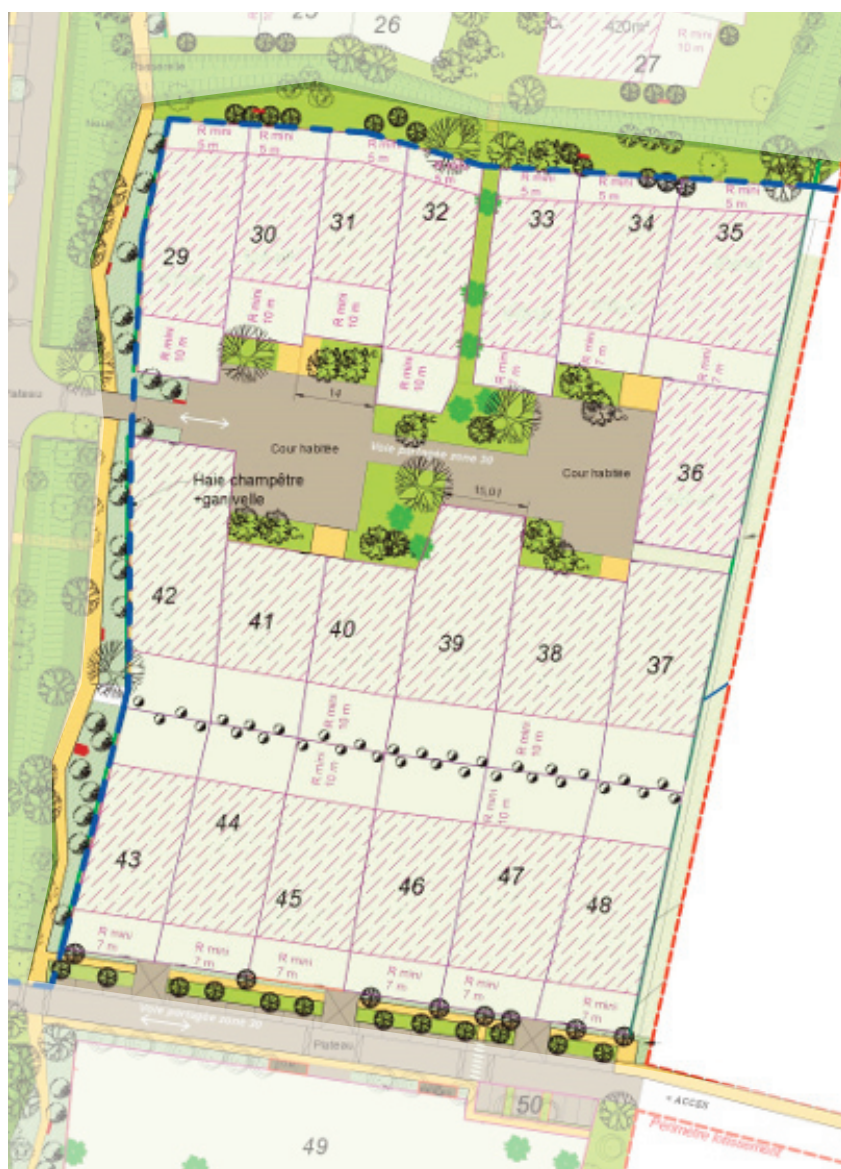 25
26
420m²
R mini
10 m
27
Passerelle
R mini
5 m
R mini
5 m
R mini
5 m
5 m
R mini
5 m
R mini
5 m
R mini
5 m
29
30
31
32
33
34
35
R mini
10 m
R mini
10 m
R mini
10 m
R mini
10 m
7 m
R mini
7 m
R mini
7 m
Plateau
14
Cour habitée
Voie partagée zone 30
Cour habitée
36
Haie champêtre
+ganivelle
15,01
42
41
40
39
38
37
R mini
10 m
R mini
10 m
R mini
10 m
R mini
10 m
43
44
45
46
47
48
R mini
7 m
R mini
7 m
R mini
7 m
R mini
7 m
R mini
7 m
R mini
7 m
Voie partagée zone 30
Plateau
50
< ACCES
49
Périmètre lotissement